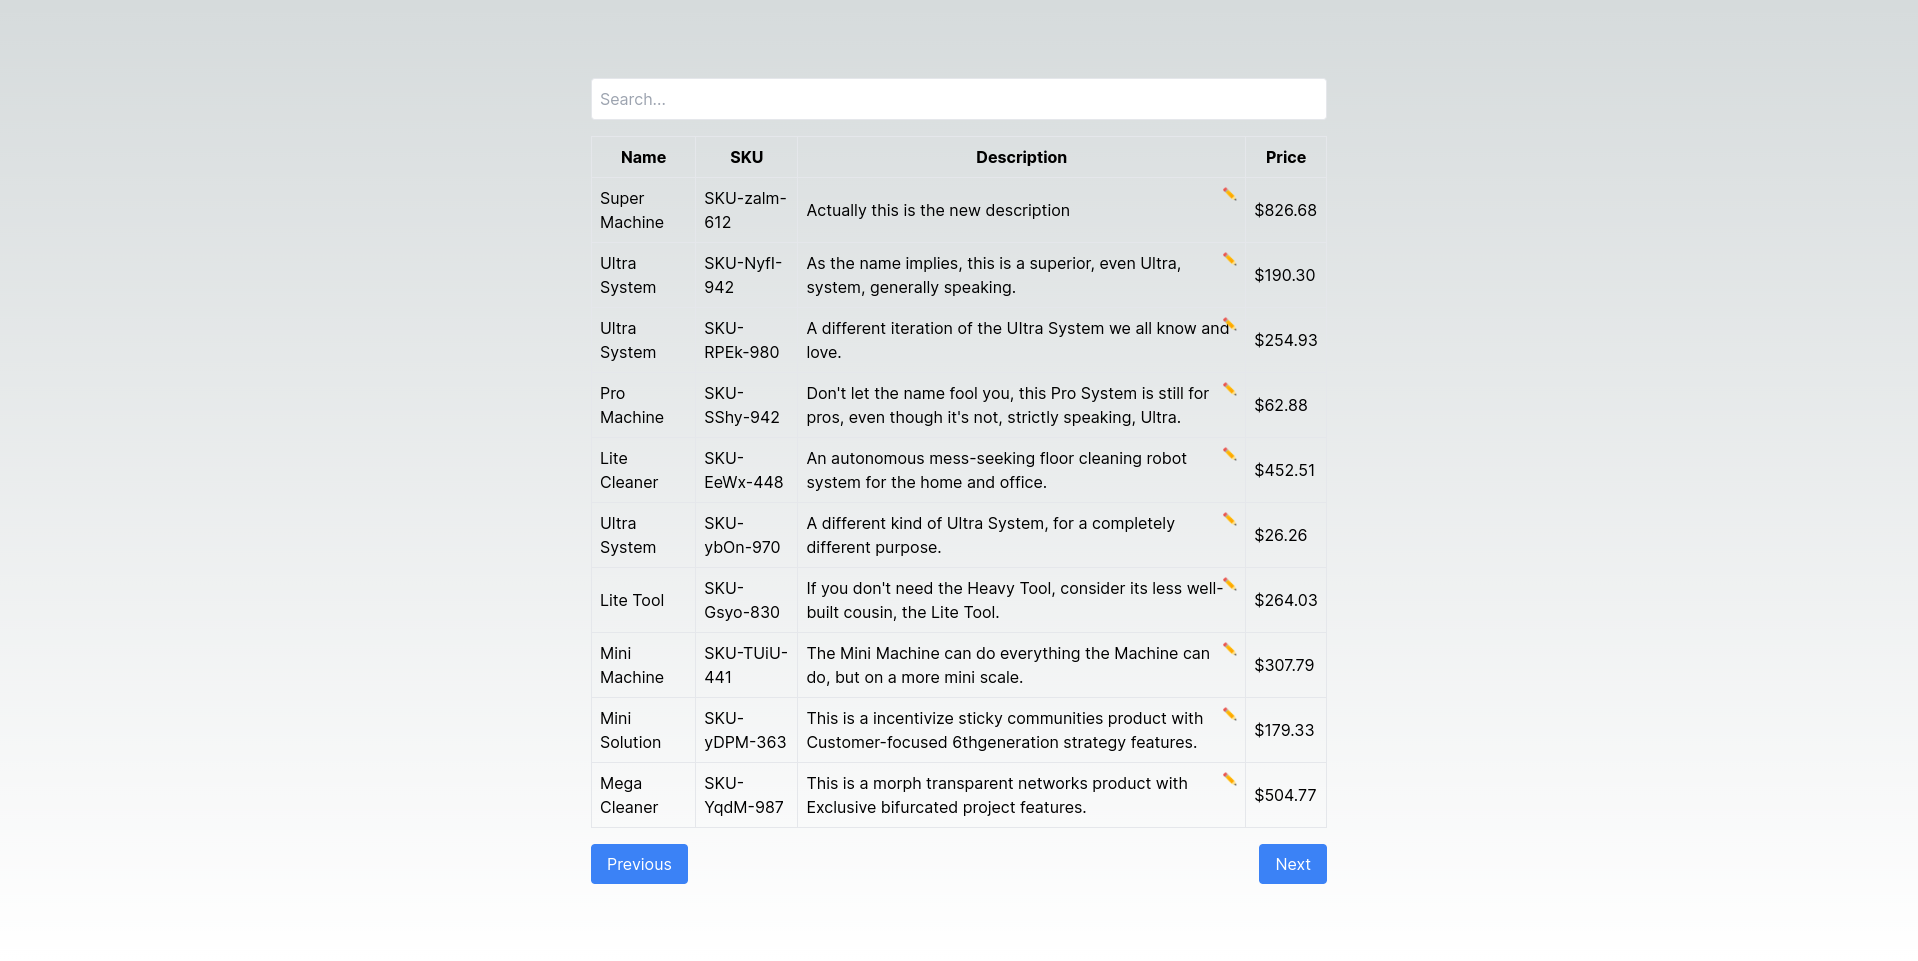 Search...
Name SKU Description Price
Super SKU-zalm-
Machine 612 Actually this is the new description $826.68
Ultra SKU-NyfI- As the name implies, this is a superior, even Ultra,
System 942 system, generally speaking. $190.30
Ultra SKU- A different iteration of the Ultra System we all know and
System RPEk-980 love. $254.93
Pro SKU- Don't let the name fool you, this Pro System is still for
Machine SShy-942 pros, even though it's not, strictly speaking, Ultra. $62.88
Lite SKU- An autonomous mess-seeking floor cleaning robot
Cleaner EeWx-448 system for the home and office. $452.51
Ultra SKU- A different kind of Ultra System, for a completely
System ybOn-970 different purpose. $26.26
Lite Tool SKU- If you don't need the Heavy Tool, consider its less well-
Gsyo-830 built cousin, the Lite Tool. $264.03
Mini SKU-TUiU- The Mini Machine can do everything the Machine can
Machine 441 do, but on a more mini scale. $307.79
Mini SKU- This is a incentivize sticky communities product with
Solution yDPM-363 Customer-focused 6thgeneration strategy features. $179.33
Mega SKU- This is a morph transparent networks product with
Cleaner YqdM-987 Exclusive bifurcated project features. $504.77
Previous Next